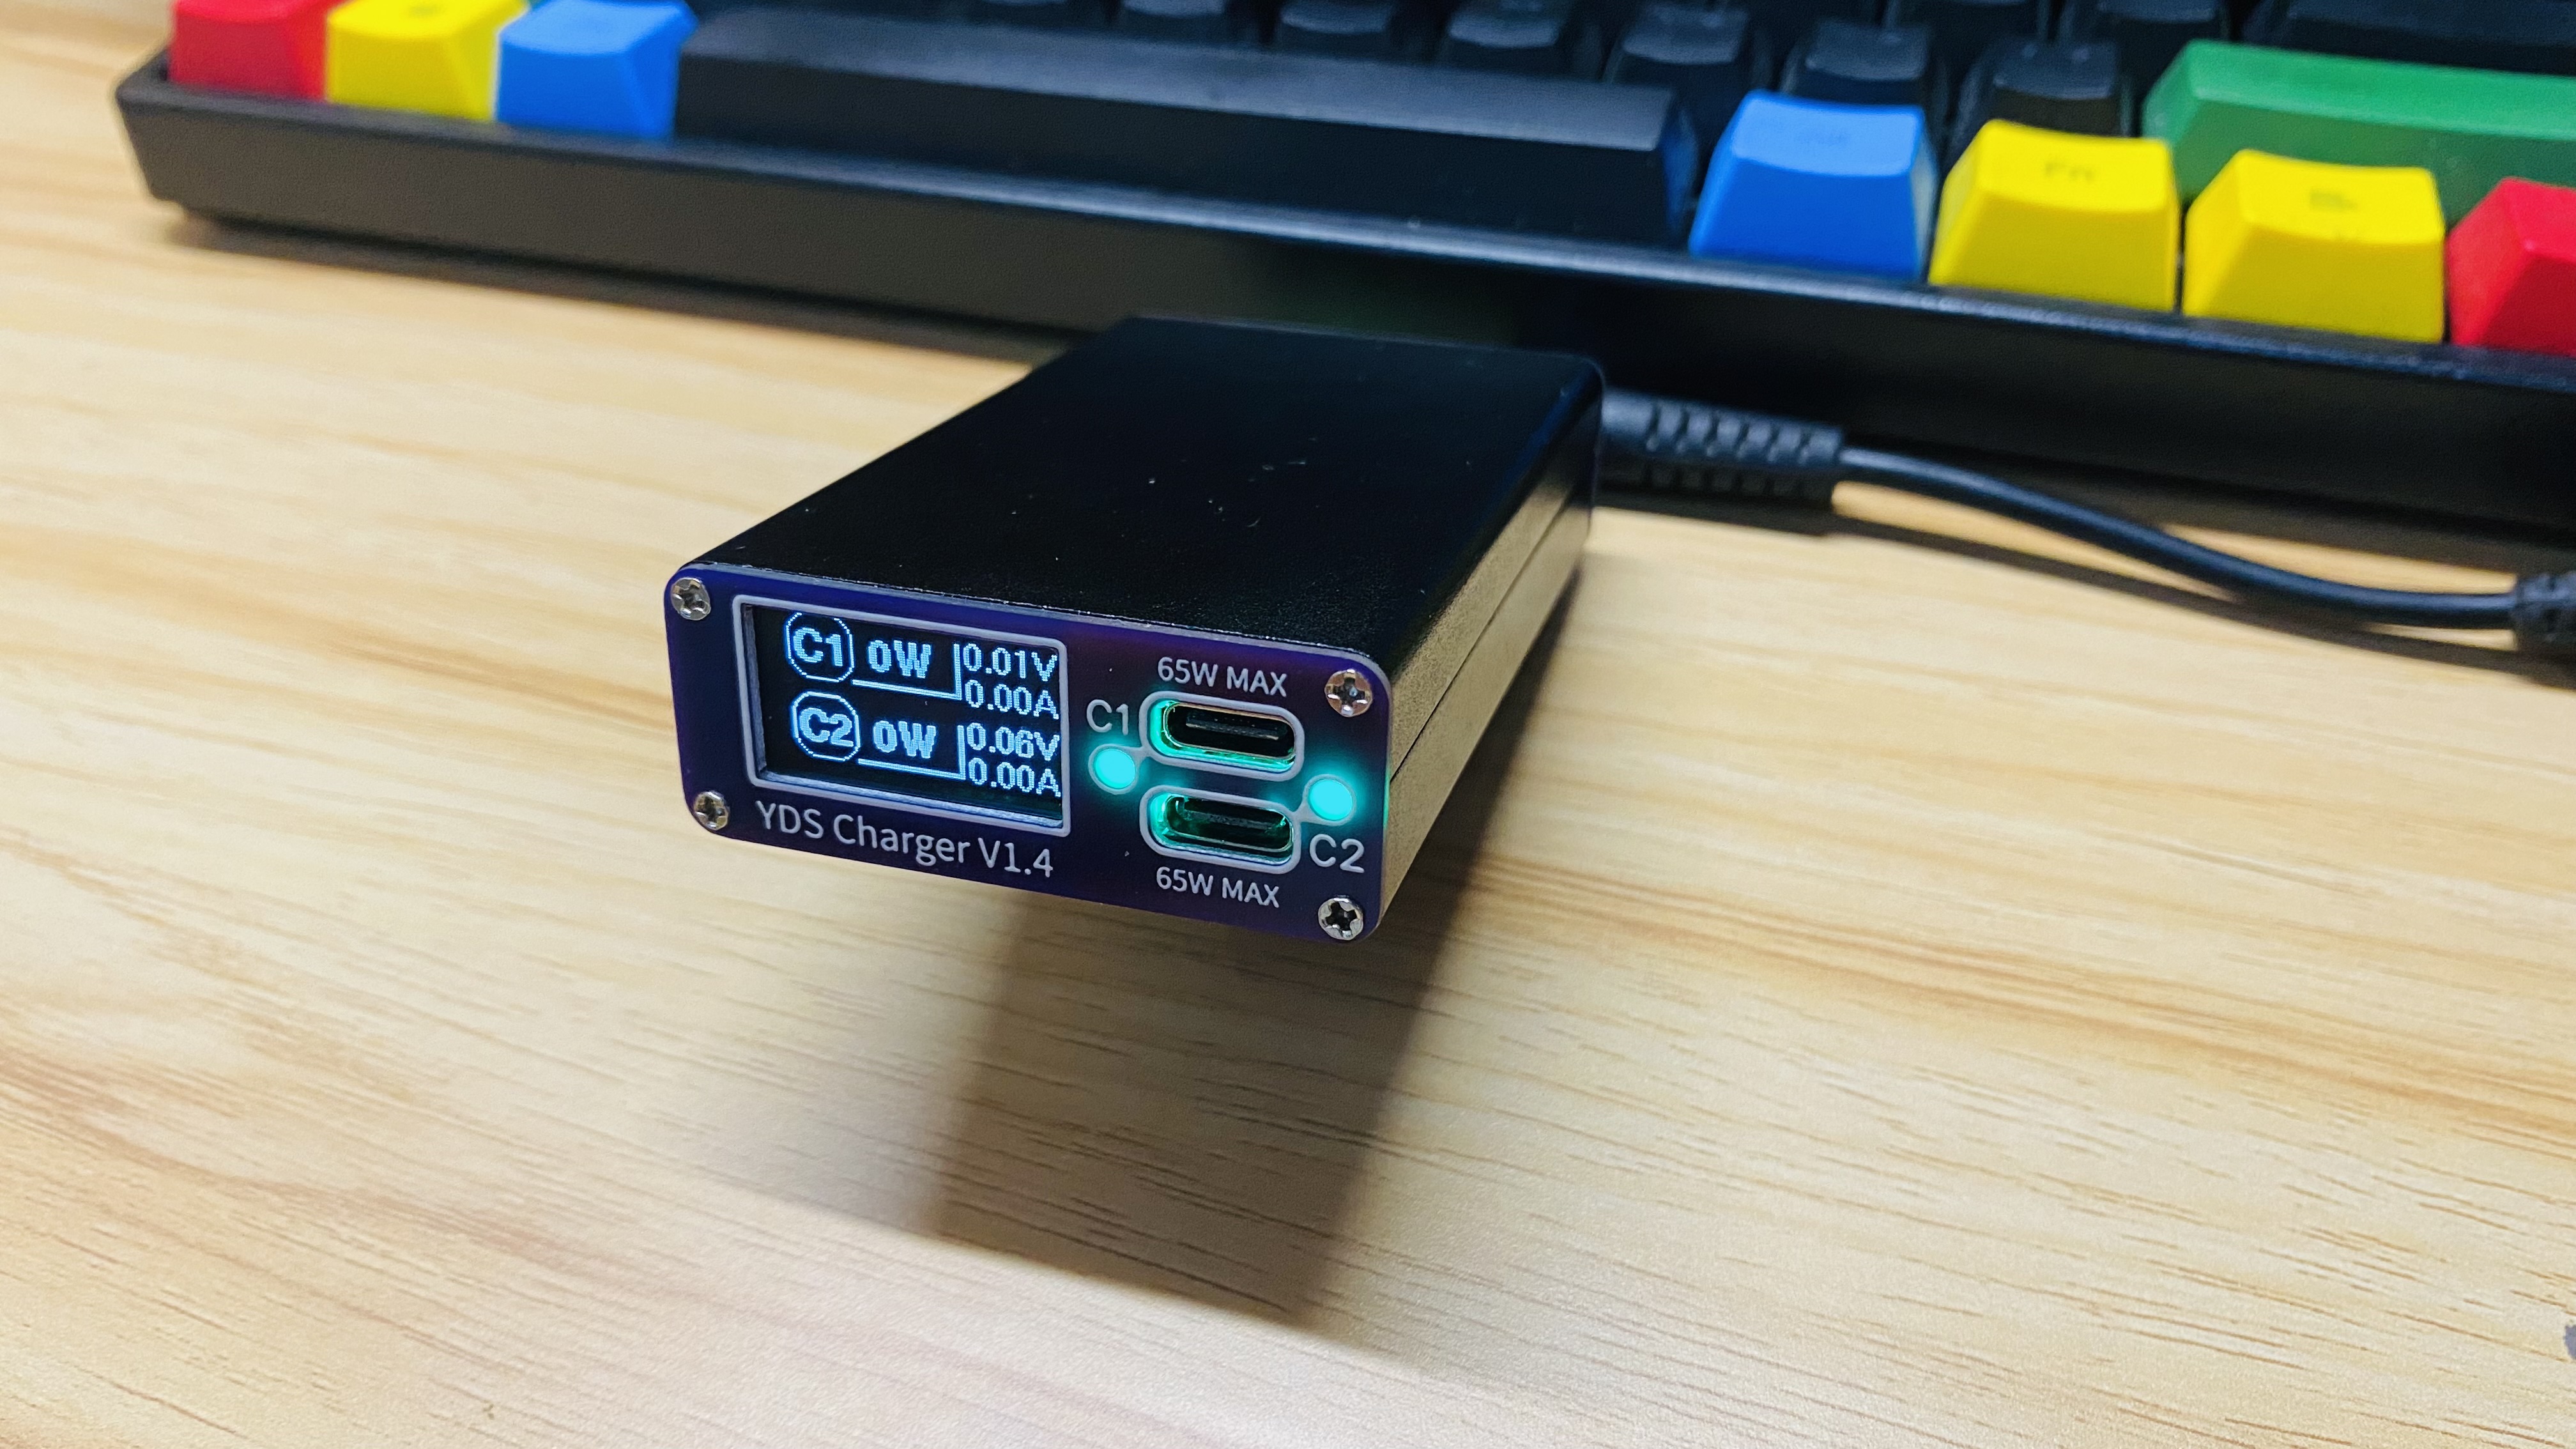 C1 0W 0.01V
0.00A
C2 0W 0.06V
0.00A
YDS Charger V1.4
65W MAX
C1
C2
65W MAX
Fn